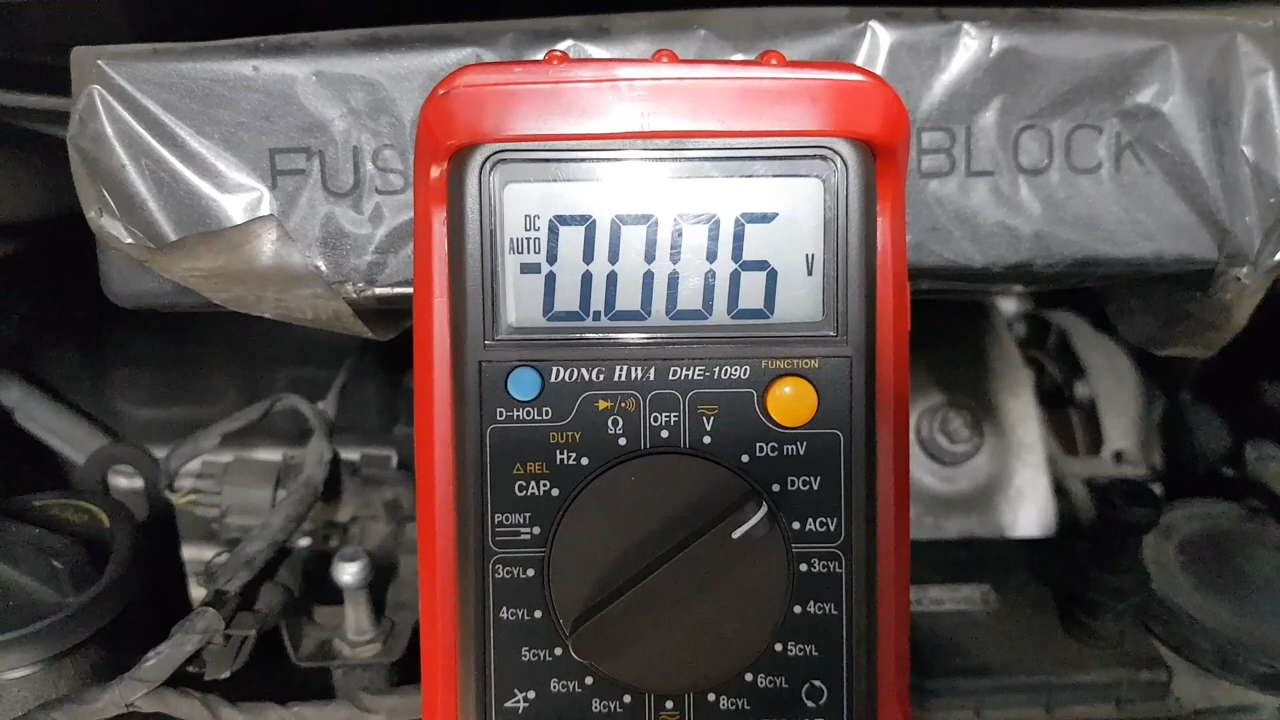 FUS
BLOCK
DC
AUTO
-0.006 V
D-HOLD
DONG HWA DHE-1090
FUNCTION
Ω
OFF
V
DUTY
Hz
DC mV
△ REL
CAP
DCV
POINT
ACV
3CYL
3CYL
4CYL
4CYL
5CYL
5CYL
6CYL
6CYL
8CYL
8CYL